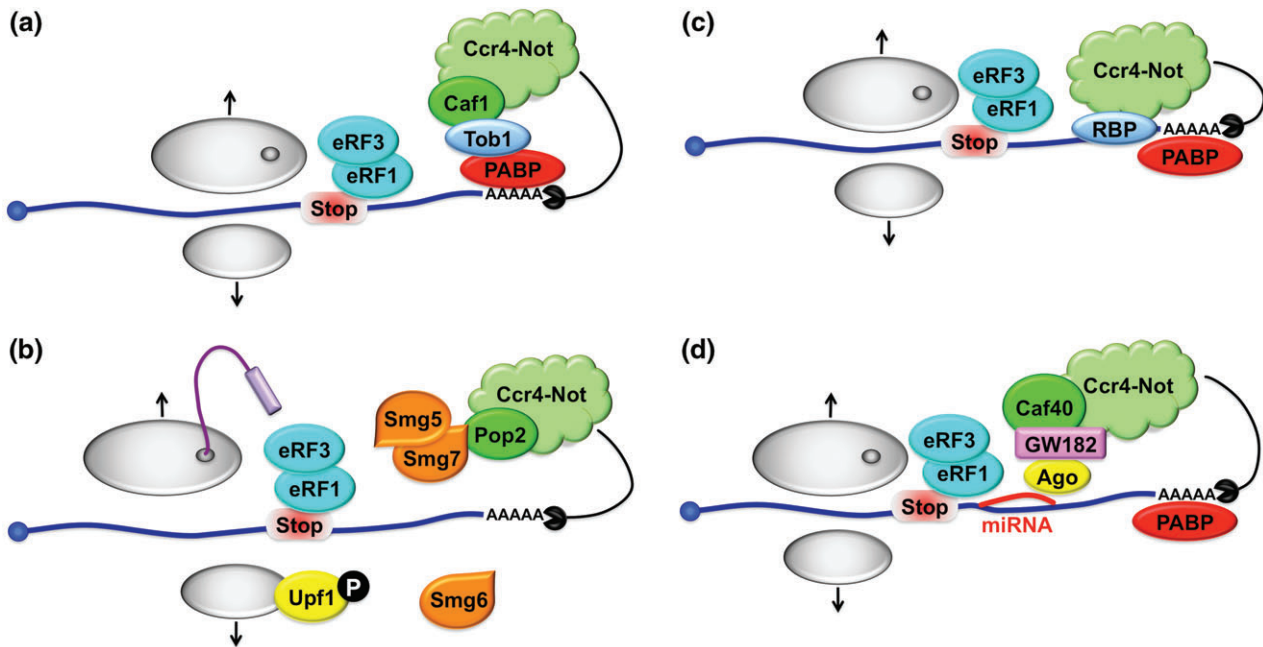 (a)
Ccr4-Not
Caf1
Tob1
PABP
eRF3
eRF1
Stop
AAAAA
(c)
Ccr4-Not
eRF3
eRF1
RBP
AAAAA
Stop
PABP
(b)
Ccr4-Not
Smg5
Pop2
Smg7
eRF3
eRF1
AAAAA
Stop
Upf1
P
Smg6
(d)
Ccr4-Not
Caf40
GW182
eRF3
eRF1
Ago
AAAAA
Stop
miRNA
PABP